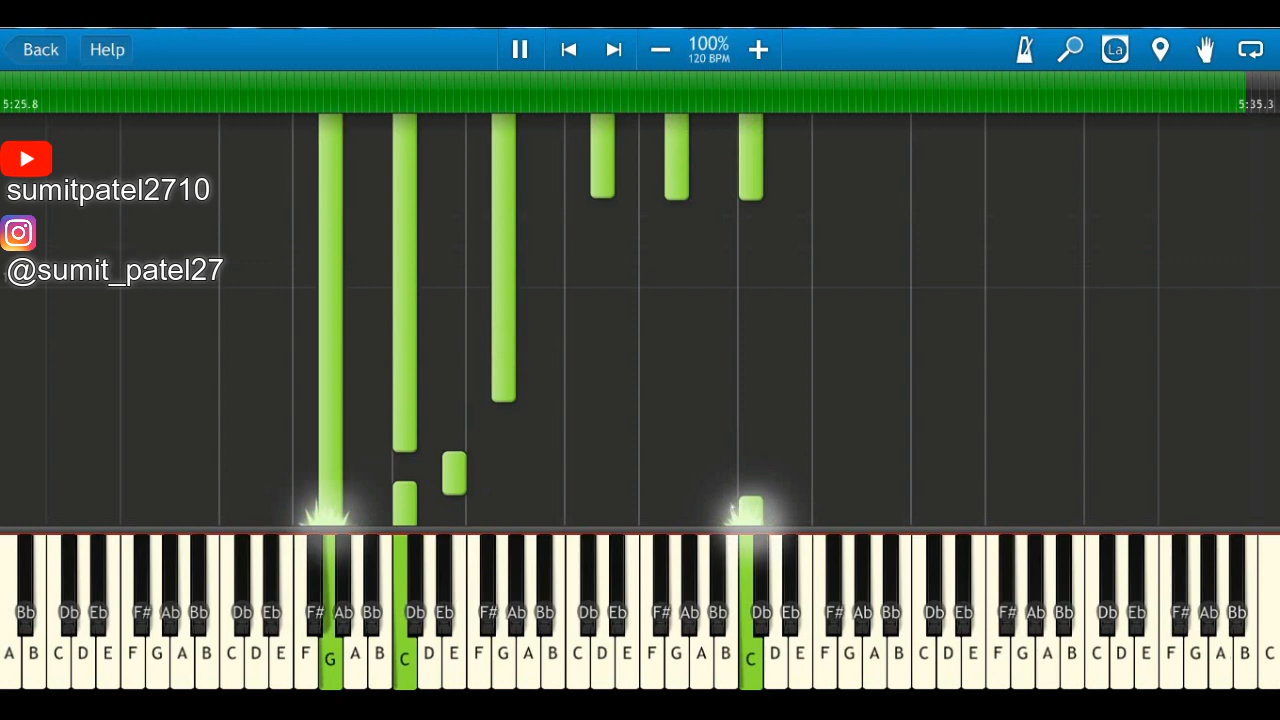 Back Help 100% La
120 BPM
5:25.8 5:35.3
sumitpatel2710
@sumit_patel27
Bb Db Eb F# Ab Bb Db Eb F# Ab Bb Db Eb F# Ab Bb Db Eb F# Ab Bb Db Eb F# Ab Bb Db Eb F# Ab Bb Db Eb F# Ab Bb
A B C D E F G A B C D E F G A B C D E F G A B C D E F G A B C D E F G A B C D E F G A B C D E F G A B C